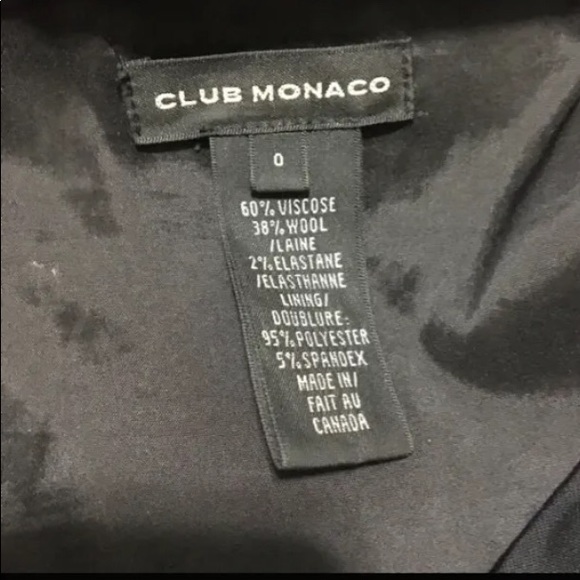 CLUB MONACO
0
60% VISCOSE
38% WOOL
/LAINE
2% ELASTANE
/ELASTHANNE
LINING/
DOUBLURE:
95% POLYESTER
5% SPANDEX
MADE IN/
FAIT AU
CANADA